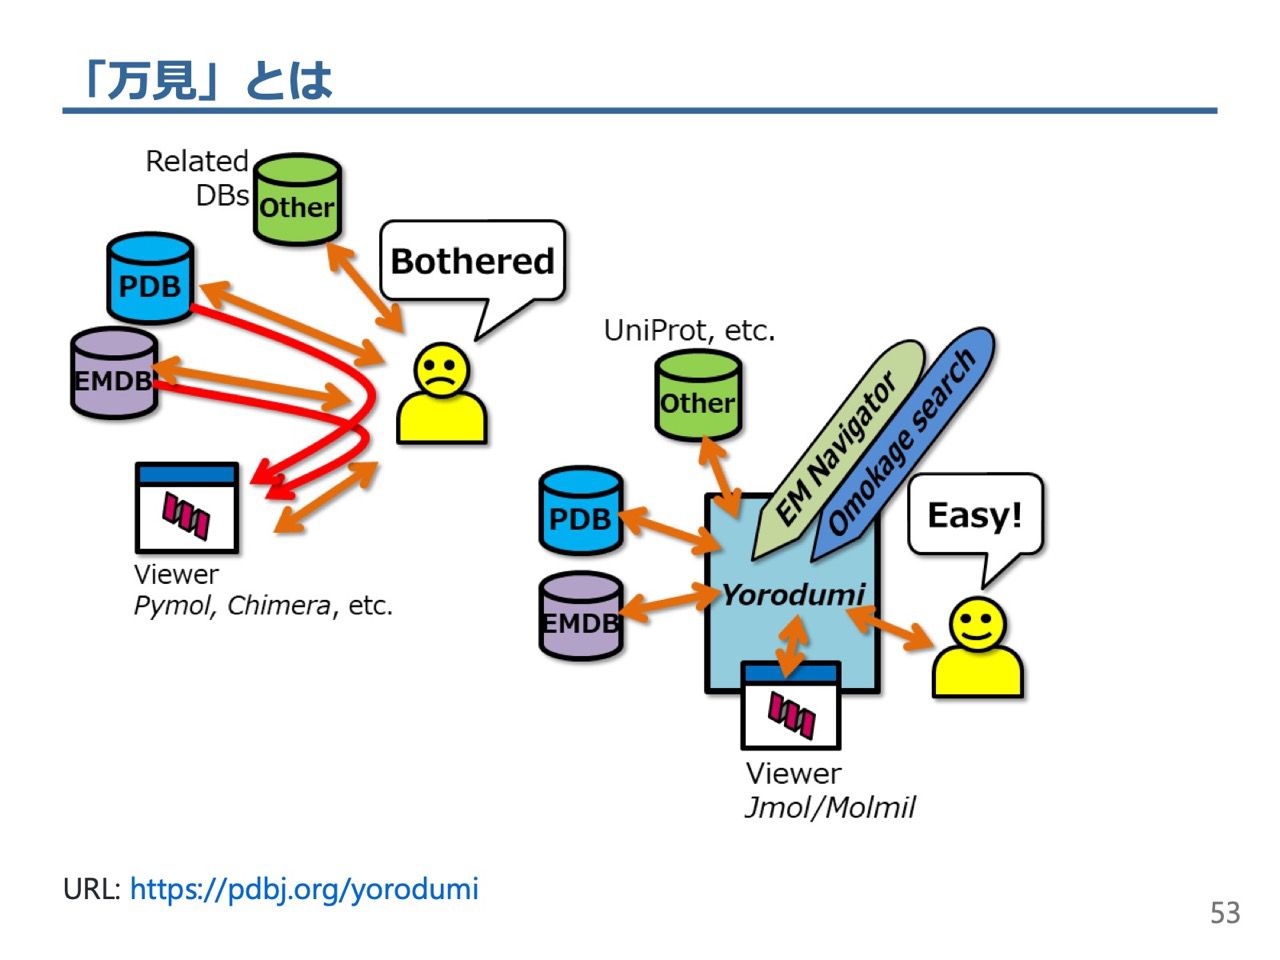 「万見」とは
Related
DBs
Other
PDB
EMDB
Bothered
Viewer
Pymol, Chimera, etc.
UniProt, etc.
Other
PDB
EMDB
EM Navigator
Omokage search
Yorodumi
Easy!
Viewer
Jmol/Molmil
URL: https://pdbj.org/yorodumi
53